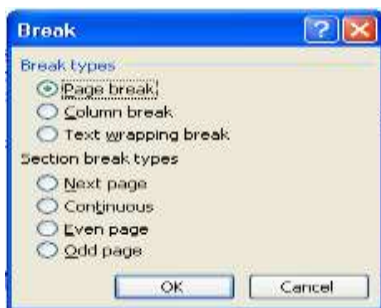 Break
Break types
Page break
Column break
Text wrapping break
Section break types
Next page
Continuous
Even page
Odd page
OK Cancel